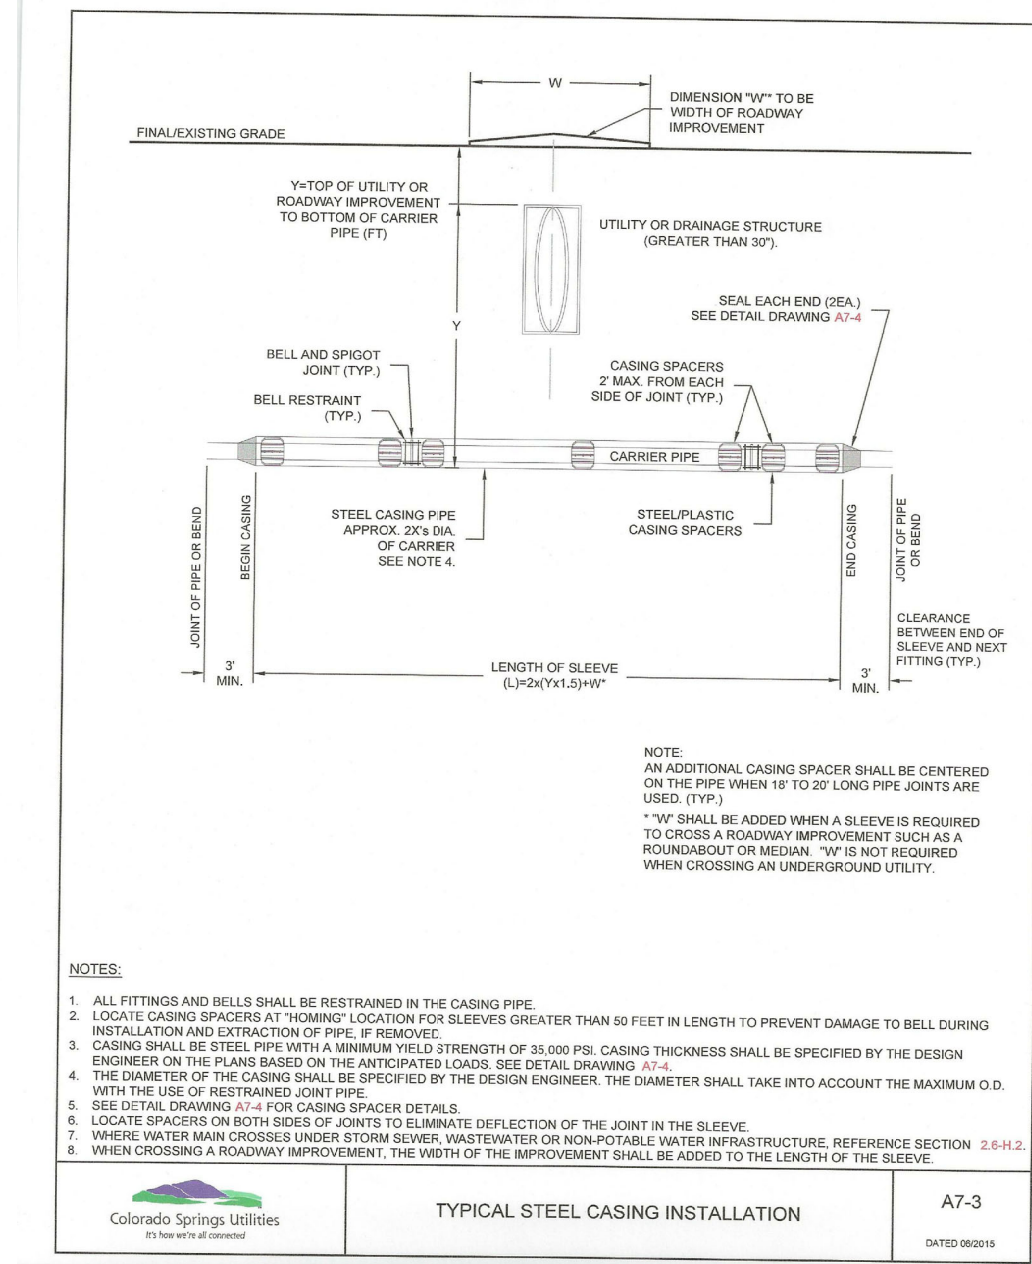 W
DIMENSION "W"* TO BE
WIDTH OF ROADWAY
IMPROVEMENT
FINAL/EXISTING GRADE
Y=TOP OF UTILITY OR
ROADWAY IMPROVEMENT
TO BOTTOM OF CARRIER
PIPE (FT)
UTILITY OR DRAINAGE STRUCTURE
(GREATER THAN 30").
SEAL EACH END (2EA.)
SEE DETAIL DRAWING A7-4
Y
BELL AND SPIGOT
JOINT (TYP.)
CASING SPACERS
2' MAX. FROM EACH
SIDE OF JOINT (TYP.)
BELL RESTRAINT
(TYP.)
CARRIER PIPE
STEEL CASING PIPE
APPROX. 2X's DIA.
OF CARRIER
SEE NOTE 4.
STEEL/PLASTIC
CASING SPACERS
JOINT OF PIPE OR BEND
BEGIN CASING
END CASING
JOINT OF PIPE
OR BEND
CLEARANCE
BETWEEN END OF
SLEEVE AND NEXT
FITTING (TYP.)
3'
MIN.
LENGTH OF SLEEVE
(L)=2x(Yx1.5)+W*
3'
MIN.
NOTE:
AN ADDITIONAL CASING SPACER SHALL BE CENTERED
ON THE PIPE WHEN 18' TO 20' LONG PIPE JOINTS ARE
USED. (TYP.)
* "W" SHALL BE ADDED WHEN A SLEEVE IS REQUIRED
TO CROSS A ROADWAY IMPROVEMENT SUCH AS A
ROUNDABOUT OR MEDIAN. "W" IS NOT REQUIRED
WHEN CROSSING AN UNDERGROUND UTILITY.
NOTES:
1. ALL FITTINGS AND BELLS SHALL BE RESTRAINED IN THE CASING PIPE.
2. LOCATE CASING SPACERS AT "HOMING" LOCATION FOR SLEEVES GREATER THAN 50 FEET IN LENGTH TO PREVENT DAMAGE TO BELL DURING
INSTALLATION AND EXTRACTION OF PIPE, IF REMOVED.
3. CASING SHALL BE STEEL PIPE WITH A MINIMUM YIELD STRENGTH OF 35,000 PSI. CASING THICKNESS SHALL BE SPECIFIED BY THE DESIGN
ENGINEER ON THE PLANS BASED ON THE ANTICIPATED LOADS. SEE DETAIL DRAWING A7-4.
4. THE DIAMETER OF THE CASING SHALL BE SPECIFIED BY THE DESIGN ENGINEER. THE DIAMETER SHALL TAKE INTO ACCOUNT THE MAXIMUM O.D.
WITH THE USE OF RESTRAINED JOINT PIPE.
5. SEE DETAIL DRAWING A7-4 FOR CASING SPACER DETAILS.
6. LOCATE SPACERS ON BOTH SIDES OF JOINTS TO ELIMINATE DEFLECTION OF THE JOINT IN THE SLEEVE.
7. WHERE WATER MAIN CROSSES UNDER STORM SEWER, WASTEWATER OR NON-POTABLE WATER INFRASTRUCTURE, REFERENCE SECTION 2.6-H.2.
8. WHEN CROSSING A ROADWAY IMPROVEMENT, THE WIDTH OF THE IMPROVEMENT SHALL BE ADDED TO THE LENGTH OF THE SLEEVE.
Colorado Springs Utilities
It's how we're all connected
TYPICAL STEEL CASING INSTALLATION
A7-3
DATED 06/2015